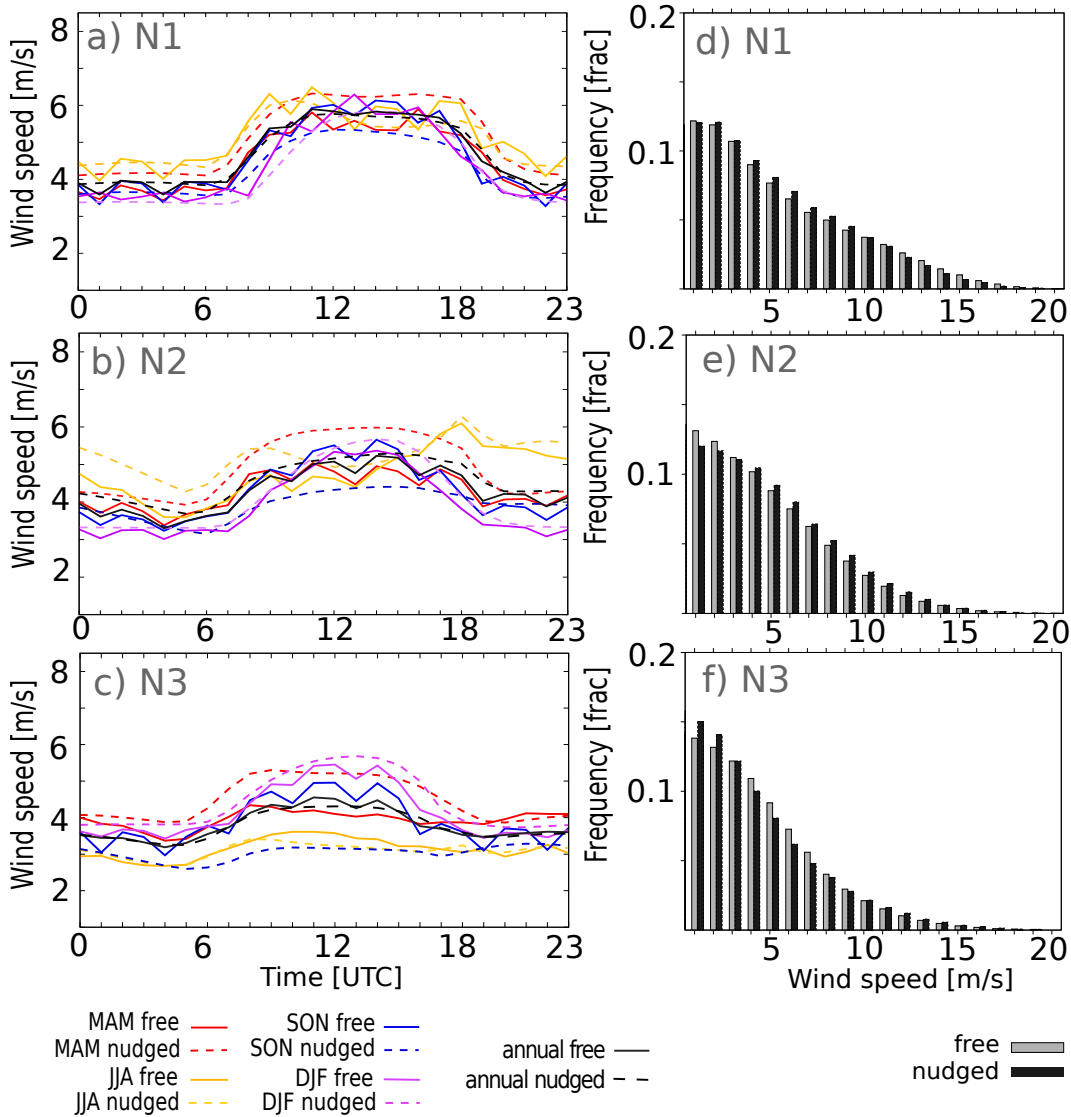 a) N1
Wind speed [m/s]
8
6
4
2
0
6
12
18
23
d) N1
Frequency [frac]
0.2
0.1
5
10
15
20
b) N2
Wind speed [m/s]
8
6
4
2
0
6
12
18
23
e) N2
Frequency [frac]
0.2
0.1
5
10
15
20
c) N3
Wind speed [m/s]
8
6
4
2
0
6
12
18
23
Time [UTC]
f) N3
Frequency [frac]
0.2
0.1
5
10
15
20
Wind speed [m/s]
MAM free
MAM nudged
JJA free
JJA nudged
SON free
SON nudged
DJF free
DJF nudged
annual free
annual nudged
free
nudged